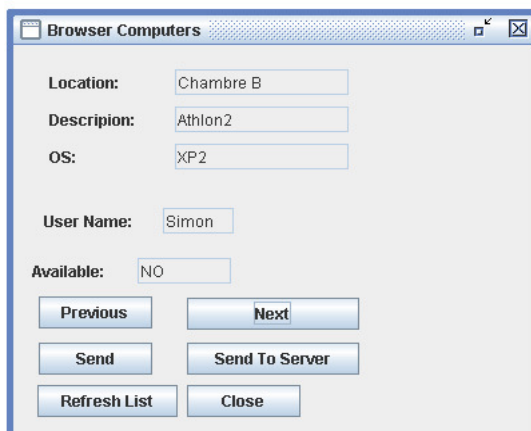 Browser Computers
Location: Chambre B
Descripion: Athlon2
OS: XP2
User Name: Simon
Available: NO
Previous Next
Send Send To Server
Refresh List Close